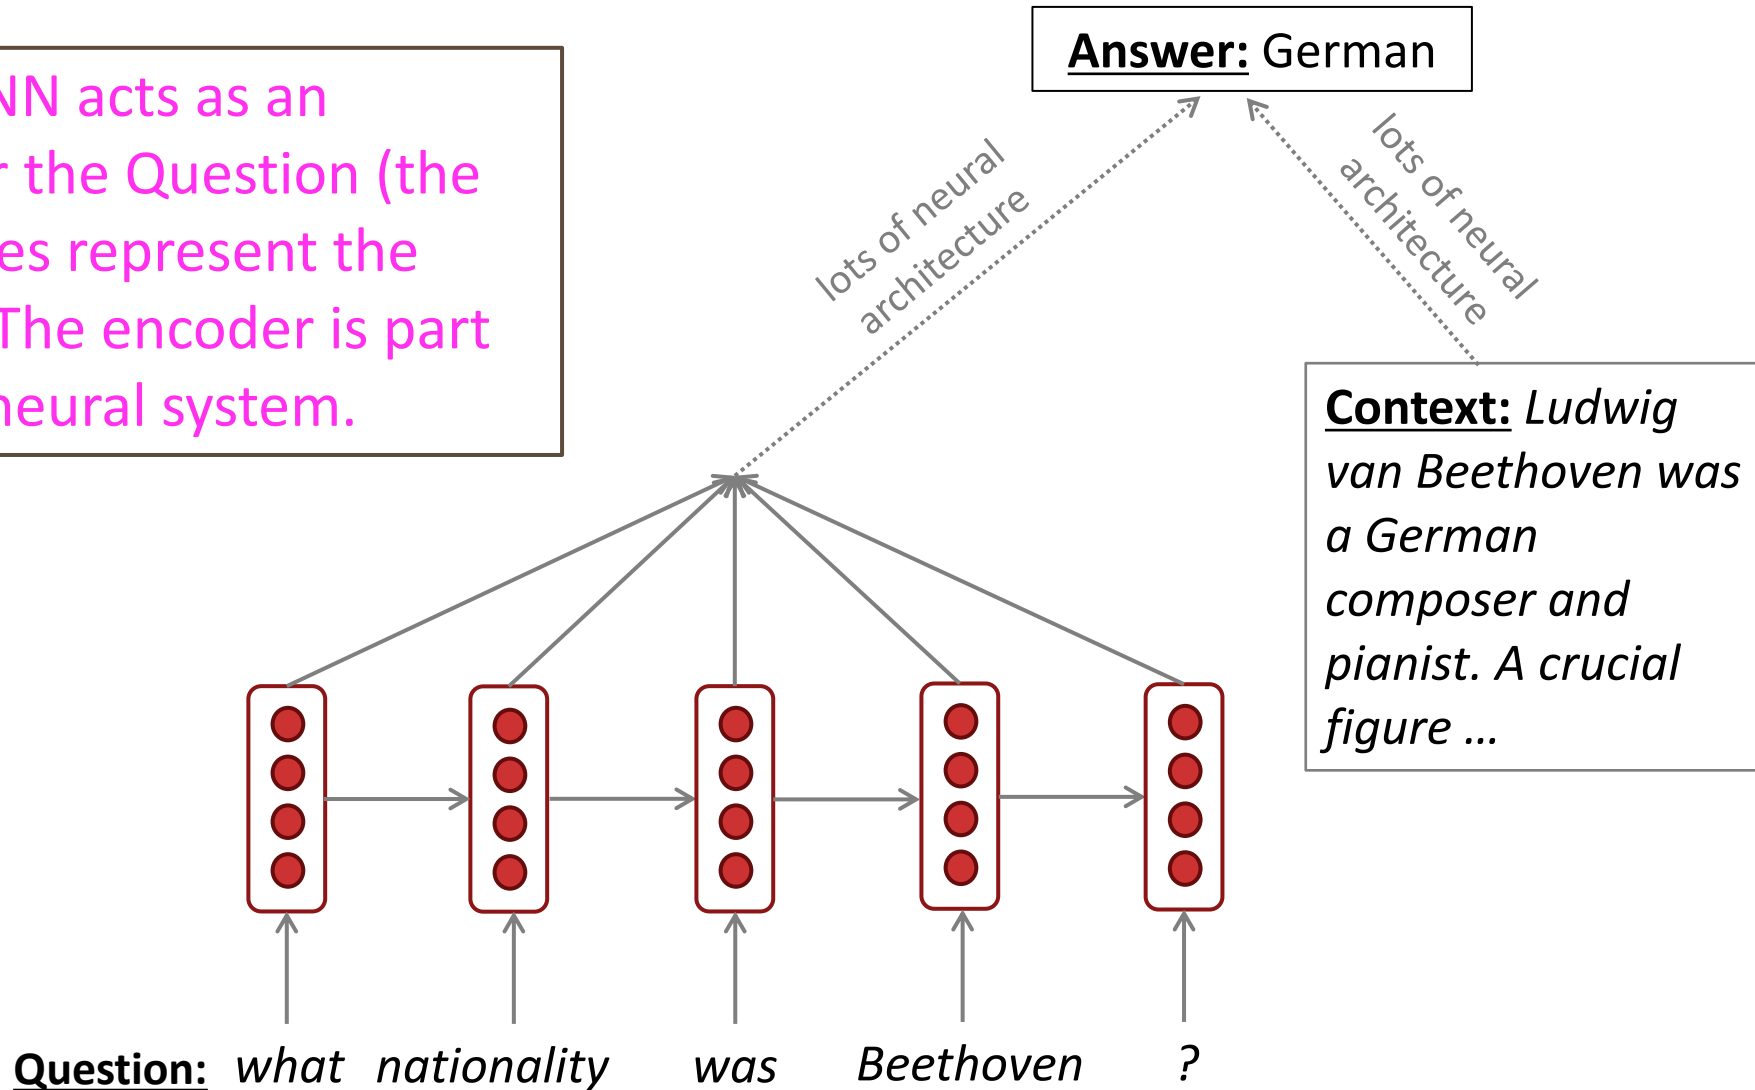 NN acts as an
r the Question (the
es represent the
The encoder is part
neural system.
Answer: German
lots of neural
architecture
lots of neural
architecture
Context: Ludwig
van Beethoven was
a German
composer and
pianist. A crucial
figure …
Question: what nationality was Beethoven ?